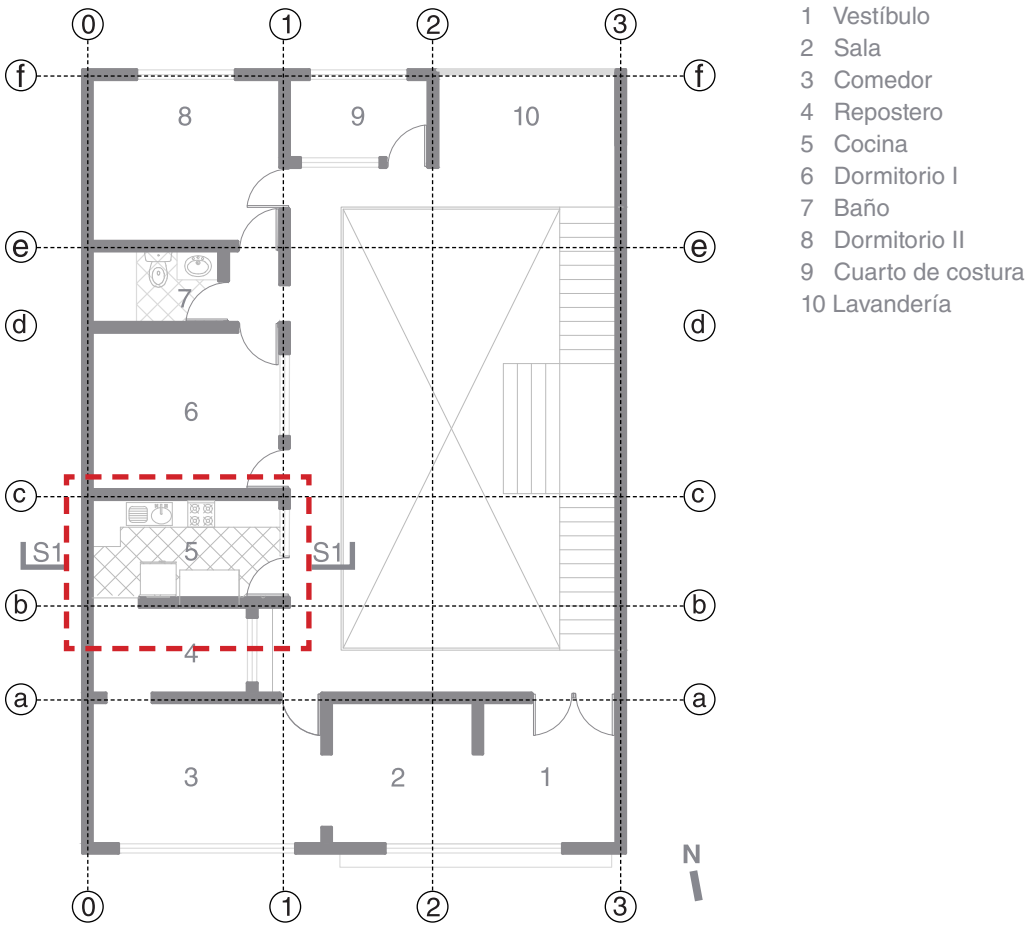 0 1 2 3
f f
8 9 10
e e
7
d d
6
c c
S1 5 S1
b b
4
a a
3 2 1
N
0 1 2 3
1 Vestíbulo
2 Sala
3 Comedor
4 Repostero
5 Cocina
6 Dormitorio I
7 Baño
8 Dormitorio II
9 Cuarto de costura
10 Lavandería